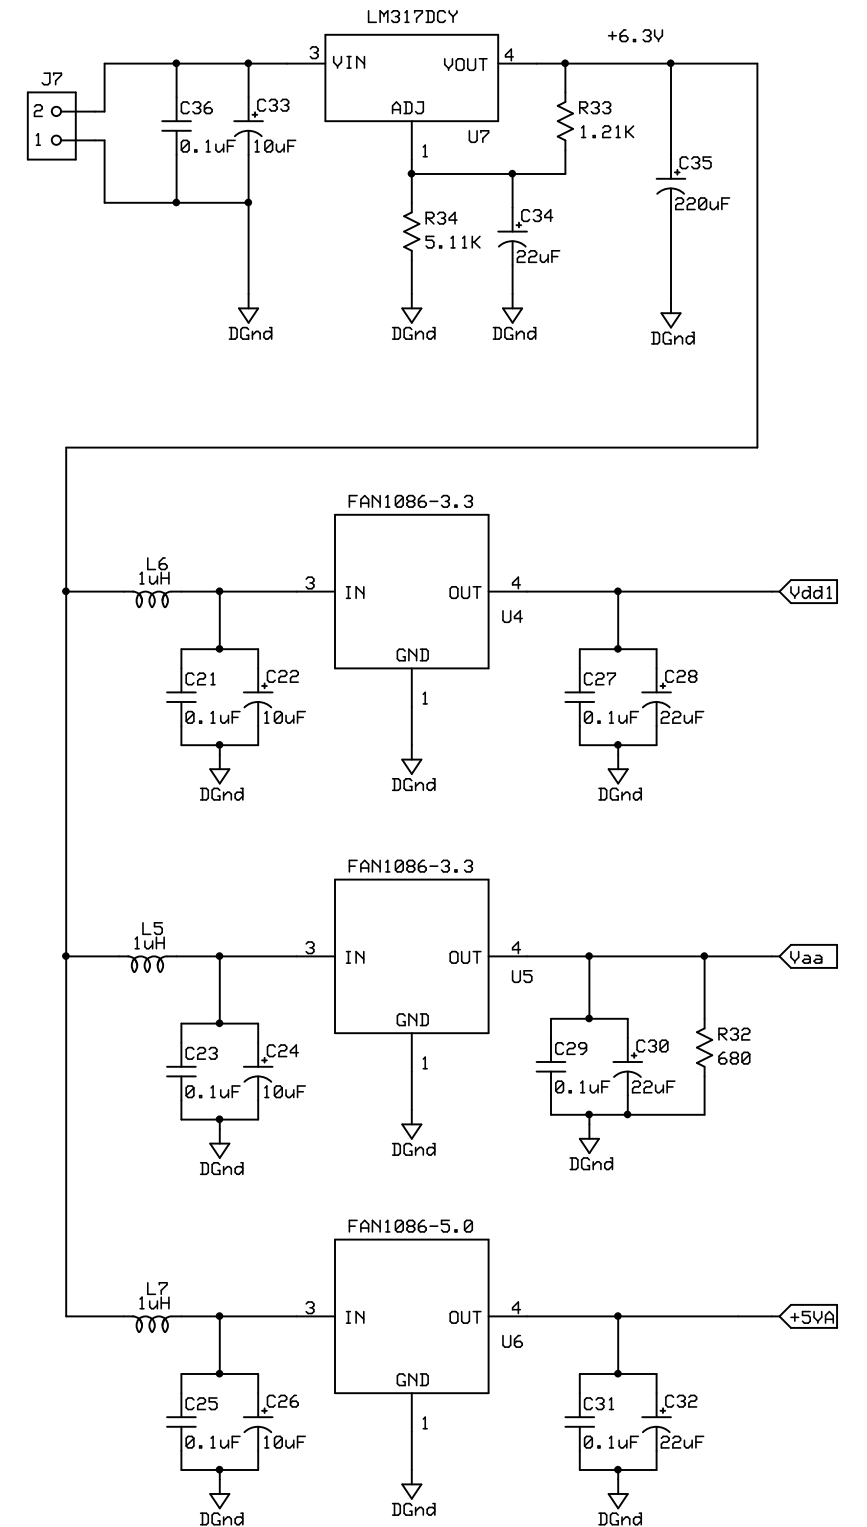 LM317DCY
+6.3V
3
VIN
VOUT
4
J7
2
1
C36
0.1uF
+
C33
10uF
ADJ
U7
1
R33
1.21K
+
C35
220uF
R34
5.11K
+
C34
22uF
DGnd
DGnd
DGnd
DGnd
FAN1086-3.3
L6
1uH
3
IN
OUT
4
Vdd1
U4
GND
1
C21
0.1uF
+
C22
10uF
C27
0.1uF
+
C28
22uF
DGnd
DGnd
DGnd
FAN1086-3.3
L5
1uH
3
IN
OUT
4
Vaa
U5
GND
1
C23
0.1uF
+
C24
10uF
C29
0.1uF
+
C30
22uF
R32
680
DGnd
DGnd
DGnd
FAN1086-5.0
L7
1uH
3
IN
OUT
4
+5VA
U6
GND
1
C25
0.1uF
+
C26
10uF
C31
0.1uF
+
C32
22uF
DGnd
DGnd
DGnd